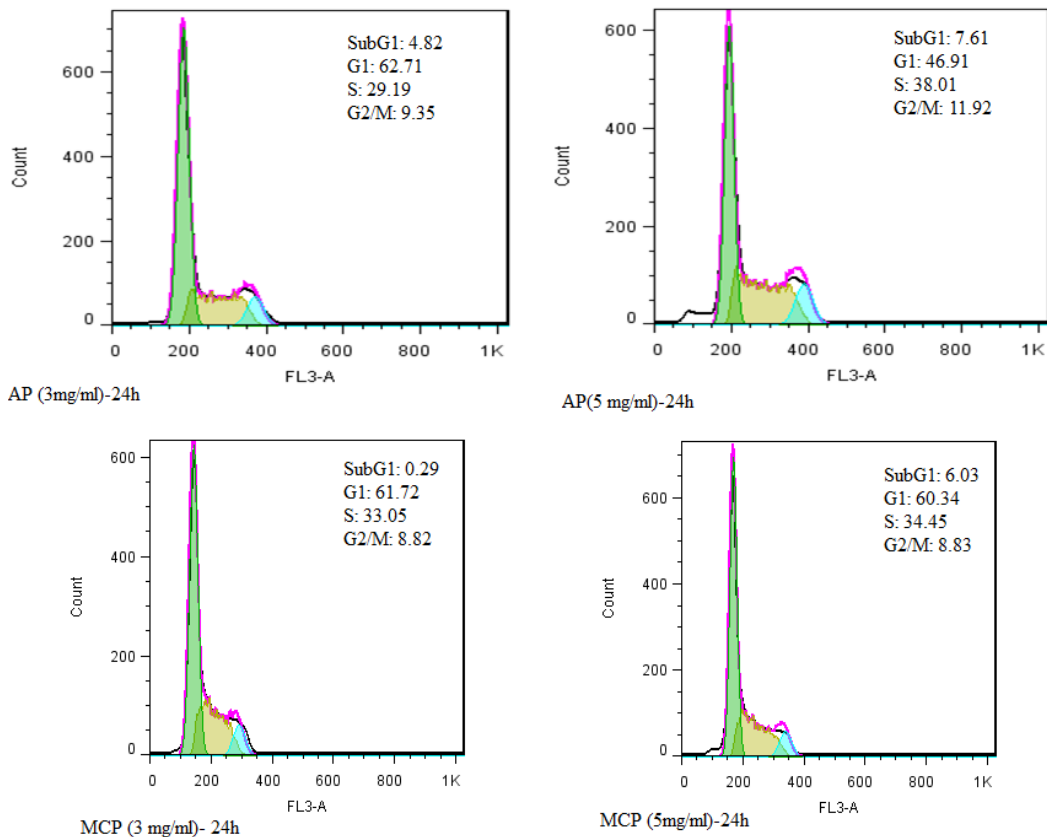 SubG1: 4.82
G1: 62.71
S: 29.19
G2/M: 9.35
600
400
200
0
Count
0 200 400 600 800 1K
FL3-A
AP (3mg/ml)-24h
SubG1: 7.61
G1: 46.91
S: 38.01
G2/M: 11.92
600
400
200
0
Count
0 200 400 600 800 1K
FL3-A
AP(5 mg/ml)-24h
SubG1: 0.29
G1: 61.72
S: 33.05
G2/M: 8.82
600
400
200
0
Count
0 200 400 600 800 1K
FL3-A
MCP (3 mg/ml)- 24h
SubG1: 6.03
G1: 60.34
S: 34.45
G2/M: 8.83
600
400
200
0
Count
0 200 400 600 800 1K
FL3-A
MCP (5mg/ml)-24h